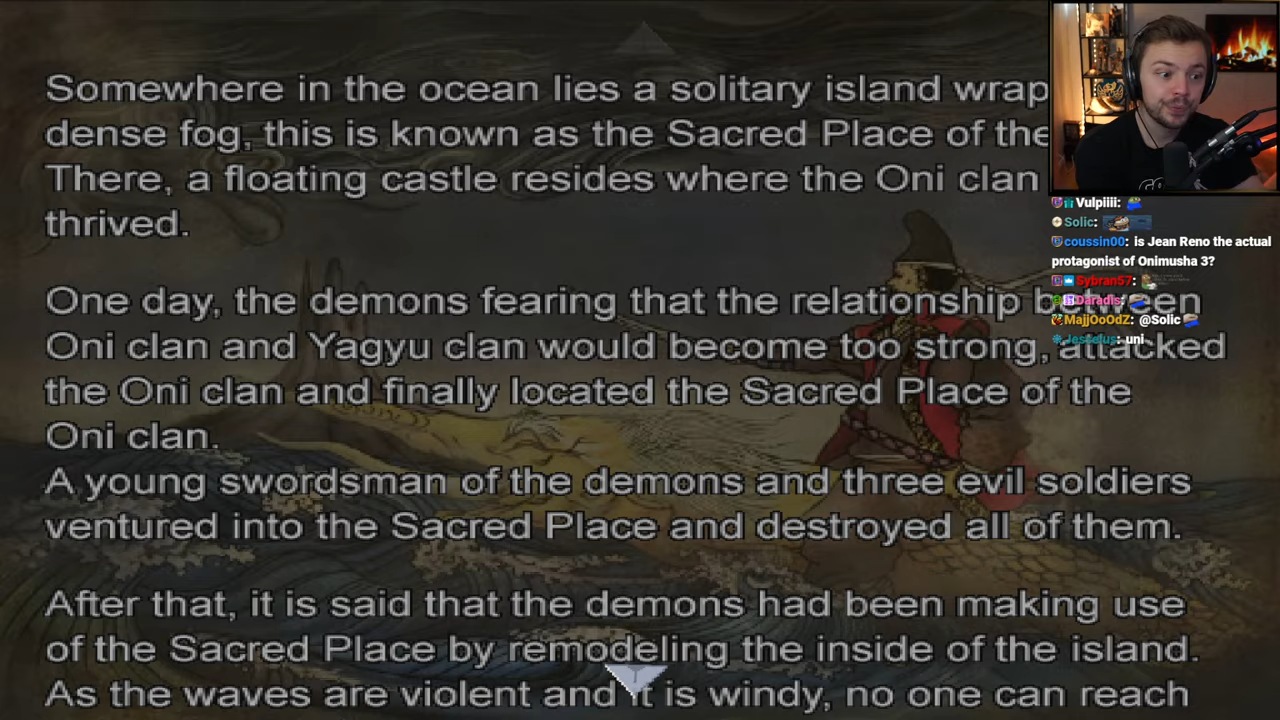 Somewhere in the ocean lies a solitary island wrap
dense fog, this is known as the Sacred Place of the
There, a floating castle resides where the Oni clan
thrived.
One day, the demons fearing that the relationship between
Oni clan and Yagyu clan would become too strong, attacked
the Oni clan and finally located the Sacred Place of the
Oni clan.
A young swordsman of the demons and three evil soldiers
ventured into the Sacred Place and destroyed all of them.
After that, it is said that the demons had been making use
of the Sacred Place by remodeling the inside of the island.
As the waves are violent and it is windy, no one can reach
Vulpiiii:
Solic:
coussin00: is Jean Reno the actual
protagonist of Onimusha 3?
Sybran57:
Daradis:
MajjOoOdZ: @Solic
uni